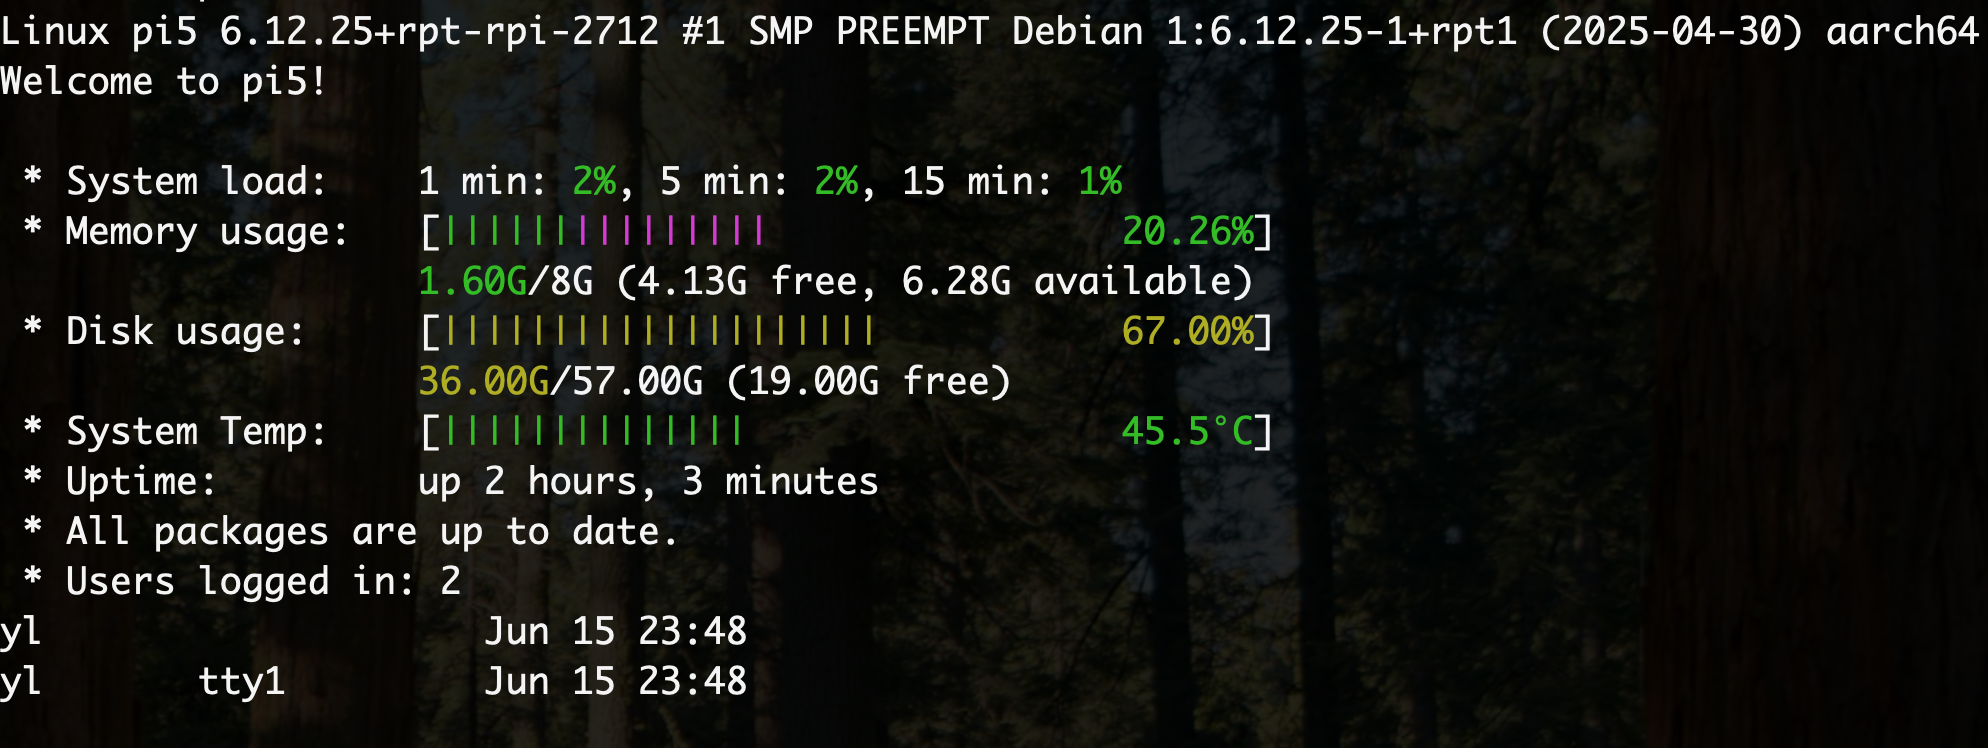 Linux pi5 6.12.25+rpt-rpi-2712 #1 SMP PREEMPT Debian 1:6.12.25-1+rpt1 (2025-04-30) aarch64
Welcome to pi5!
* System load: 1 min: 2%, 5 min: 2%, 15 min: 1%
* Memory usage: [||||||||||||||| 20.26%]
1.60G/8G (4.13G free, 6.28G available)
* Disk usage: [|||||||||||||||||||| 67.00%]
36.00G/57.00G (19.00G free)
* System Temp: [|||||||||||||| 45.5°C]
* Uptime: up 2 hours, 3 minutes
* All packages are up to date.
* Users logged in: 2
yl Jun 15 23:48
yl tty1 Jun 15 23:48